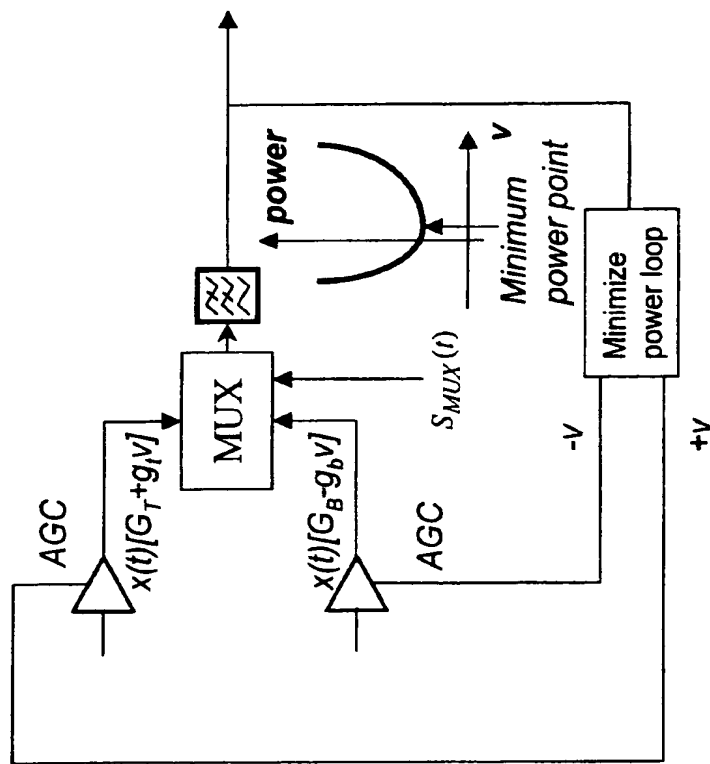 AGC
x(t)[G_T+g_tv]
MUX
power
v
Minimum
power point
S_MUX(t)
x(t)[G_B-g_bv]
AGC
-v
+v
Minimize
power loop